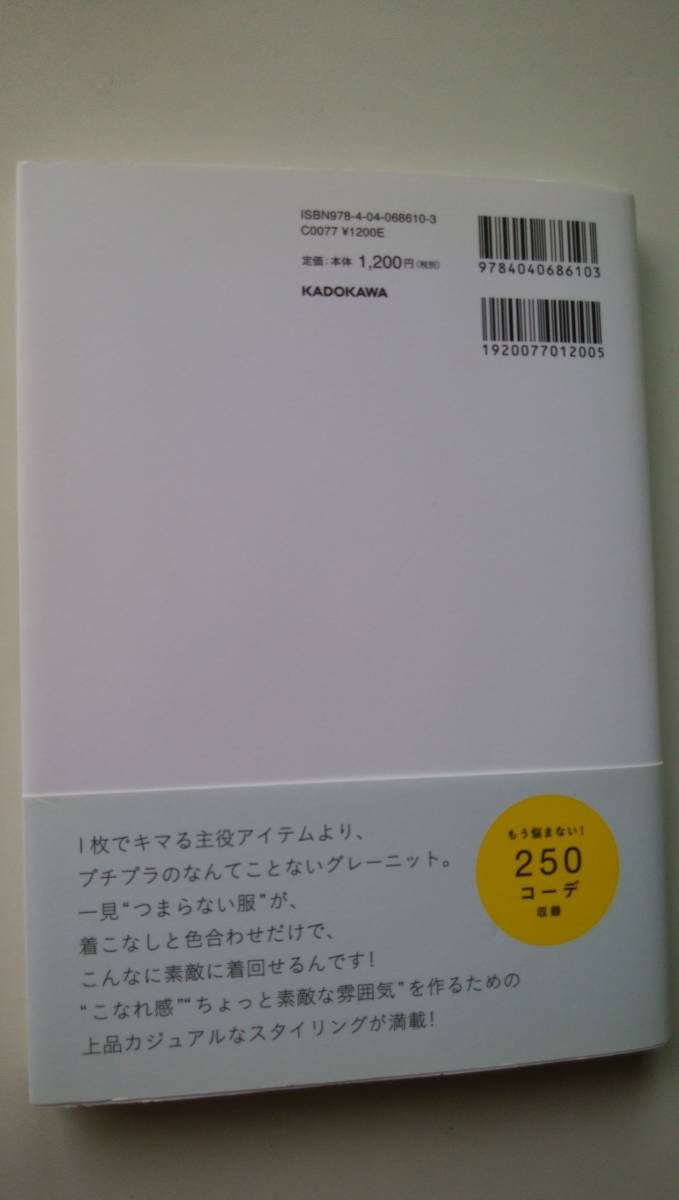 ISBN978-4-04-068610-3
C0077 ¥1200E
定価：本体 1,200円（税別）
KADOKAWA
9784040686103
1920077012005
1枚でキマる主役アイテムより、
プチプラのなんてことないグレーニット。
一見“つまらない服”が、
着こなしと色合わせだけで、
こんなに素敵に着回せるんです！
“こなれ感”“ちょっと素敵な雰囲気”を作るための
上品カジュアルなスタイリングが満載！
もう悩まない！
250
コーデ
収録